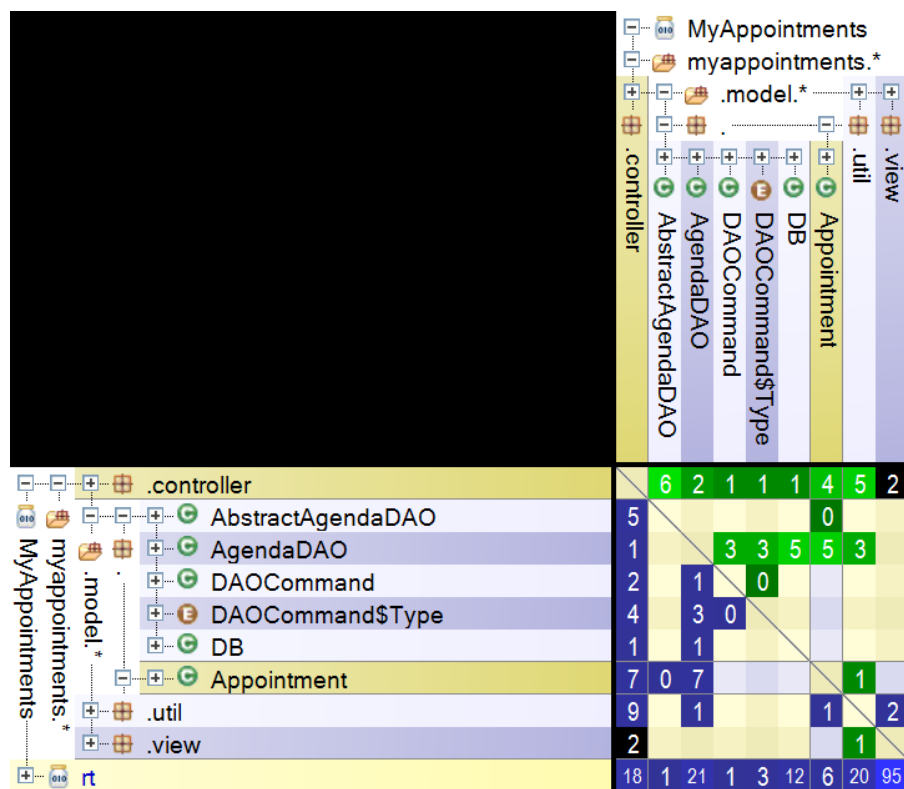 MyAppointments
myappointments.*
.model.*
.
.controller
AbstractAgendaDAO
AgendaDAO
DAOCommand
DAOCommand$Type
DB
Appointment
.util
.view
.controller 6 2 1 1 1 4 5 2
AbstractAgendaDAO 5 0
AgendaDAO 1 3 3 5 5 3
DAOCommand 2 1 0
DAOCommand$Type 4 3 0
DB 1 1
Appointment 7 0 7 1
.util 9 1 1 2
.view 2 1
rt 18 1 21 1 3 12 6 20 95
MyAppointments
myappointments.*
.model.*
.